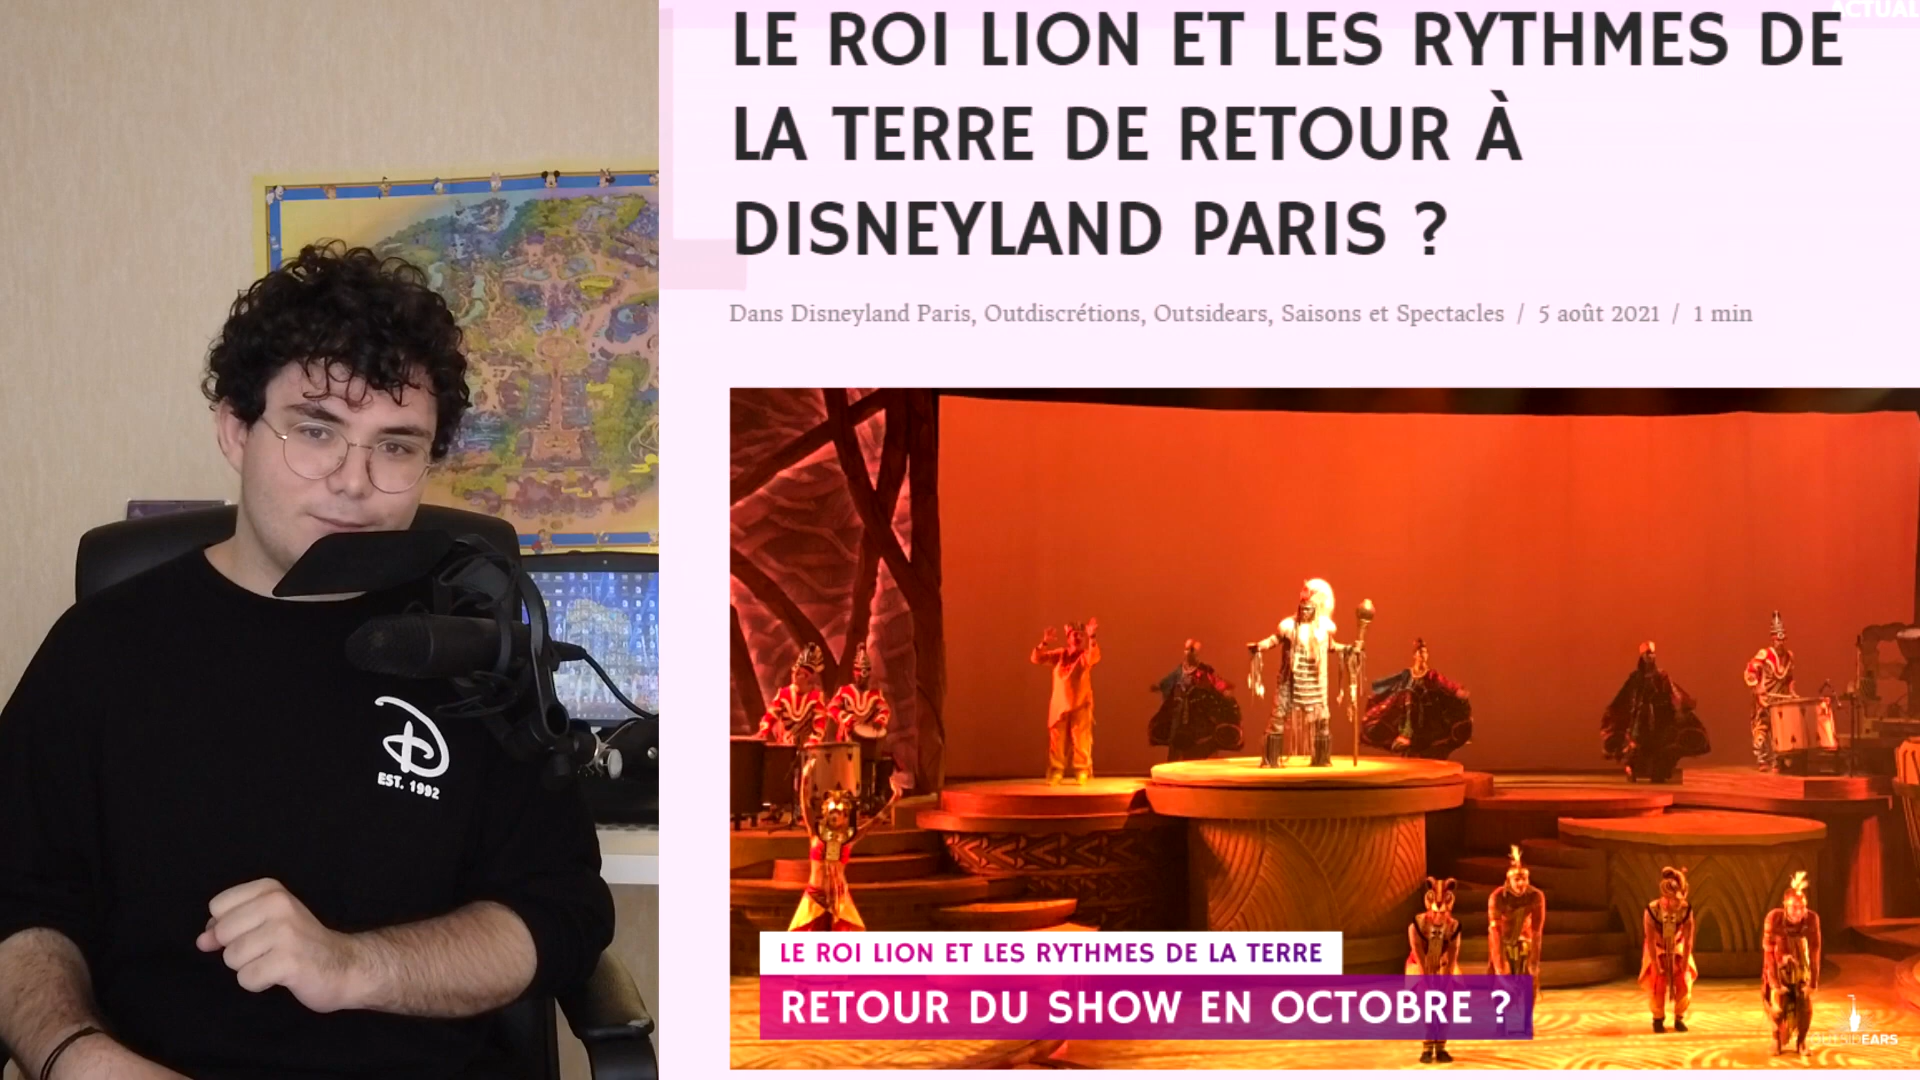 ACTUAL
LE ROI LION ET LES RYTHMES DE
LA TERRE DE RETOUR À
DISNEYLAND PARIS ?
Dans Disneyland Paris, Outdiscrétions, Outsidears, Saisons et Spectacles / 5 août 2021 / 1 min
LE ROI LION ET LES RYTHMES DE LA TERRE
RETOUR DU SHOW EN OCTOBRE ?
OUTSIDEARS
D
EST. 1992